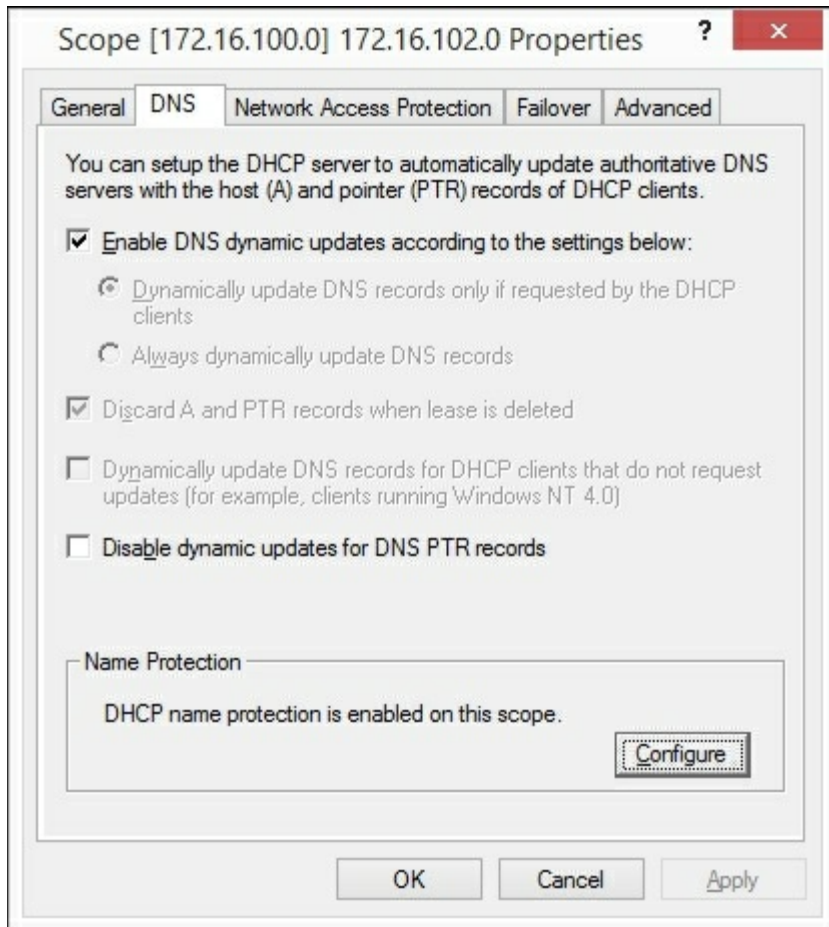 Scope [172.16.100.0] 172.16.102.0 Properties ? ×
General DNS Network Access Protection Failover Advanced
You can setup the DHCP server to automatically update authoritative DNS
servers with the host (A) and pointer (PTR) records of DHCP clients.
Enable DNS dynamic updates according to the settings below:
Dynamically update DNS records only if requested by the DHCP
clients
Always dynamically update DNS records
Discard A and PTR records when lease is deleted
Dynamically update DNS records for DHCP clients that do not request
updates (for example, clients running Windows NT 4.0)
Disable dynamic updates for DNS PTR records
Name Protection
DHCP name protection is enabled on this scope.
Configure
OK Cancel Apply